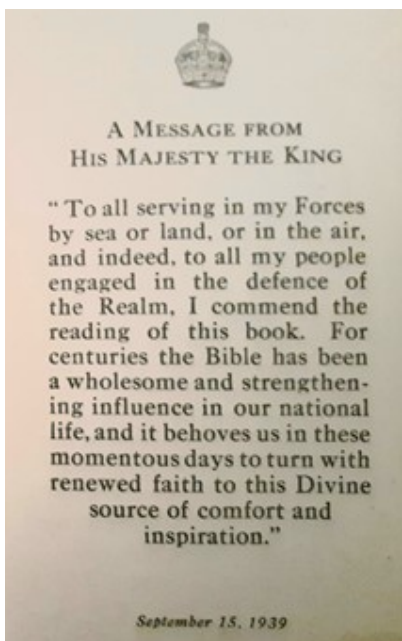 A MESSAGE FROM
HIS MAJESTY THE KING
“To all serving in my Forces
by sea or land, or in the air,
and indeed, to all my people
engaged in the defence of
the Realm, I commend the
reading of this book. For
centuries the Bible has been
a wholesome and strengthen-
ing influence in our national
life, and it behoves us in these
momentous days to turn with
renewed faith to this Divine
source of comfort and
inspiration.”
September 15, 1939